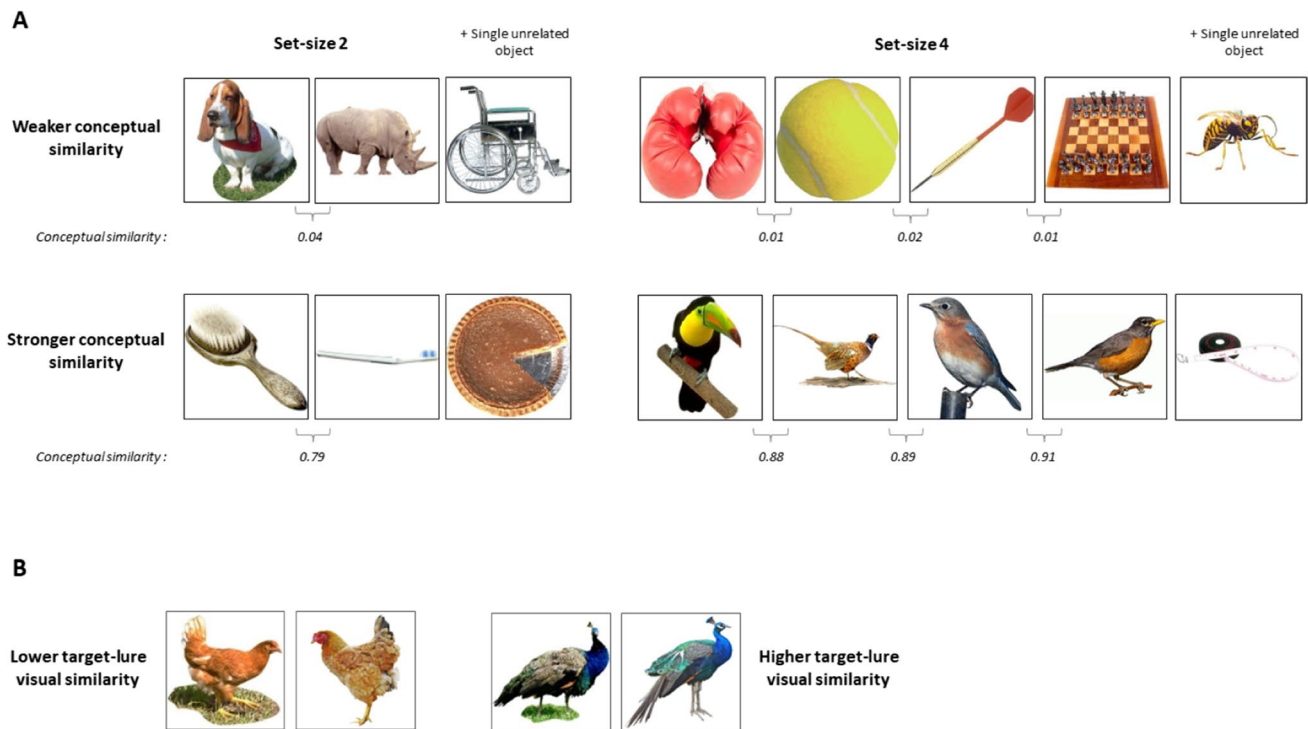 A
Set-size 2
+ Single unrelated
object
Set-size 4
+ Single unrelated
object
Weaker conceptual
similarity
Conceptual similarity :
0.04
0.01
0.02
0.01
Stronger conceptual
similarity
Conceptual similarity :
0.79
0.88
0.89
0.91
B
Lower target-lure
visual similarity
Higher target-lure
visual similarity